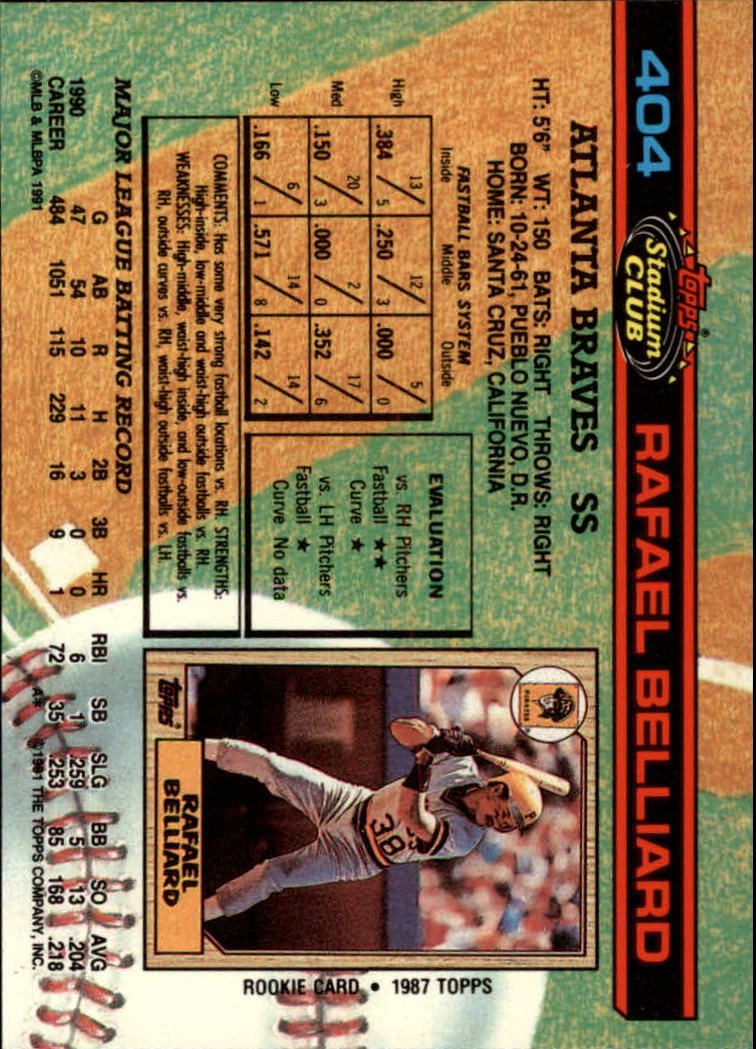 404
Topps®
Stadium
CLUB
RAFAEL BELLIARD
ATLANTA BRAVES SS
HT: 5'6" WT: 150 BATS: RIGHT THROWS: RIGHT
BORN: 10-24-61, PUEBLO NUEVO, D.R.
HOME: SANTA CRUZ, CALIFORNIA
FASTBALL BARS SYSTEM
Inside Middle Outside
High .384 13/5 .250 12/3 .000 5/0
Med .150 20/3 .000 2/0 .352 17/6
Low .166 6/1 .571 14/8 .142 14/2
EVALUATION
vs. RH Pitchers
Fastball ★★
Curve ★
vs. LH Pitchers
Fastball ★
Curve No data
COMMENTS: Has some very strong fastball locations vs. RH. STRENGTHS:
High-inside, low-middle and waist-high outside fastballs vs. RH.
WEAKNESSES: High-middle, waist-high inside, and low-outside fastballs vs.
RH, outside curves vs. RH, waist-high outside fastballs vs. LH.
PIRATES
P
38
Topps
RAFAEL
BELLIARD
ROOKIE CARD • 1987 TOPPS
MAJOR LEAGUE BATTING RECORD
G AB R H 2B 3B HR RBI SB SLG BB SO AVG
1990 47 54 10 11 3 0 0 6 1 .259 5 13 .204
CAREER 484 1051 115 229 16 9 1 72 35 .253 85 168 .218
©MLB & MLBPA 1991
A* ©1991 THE TOPPS COMPANY, INC.